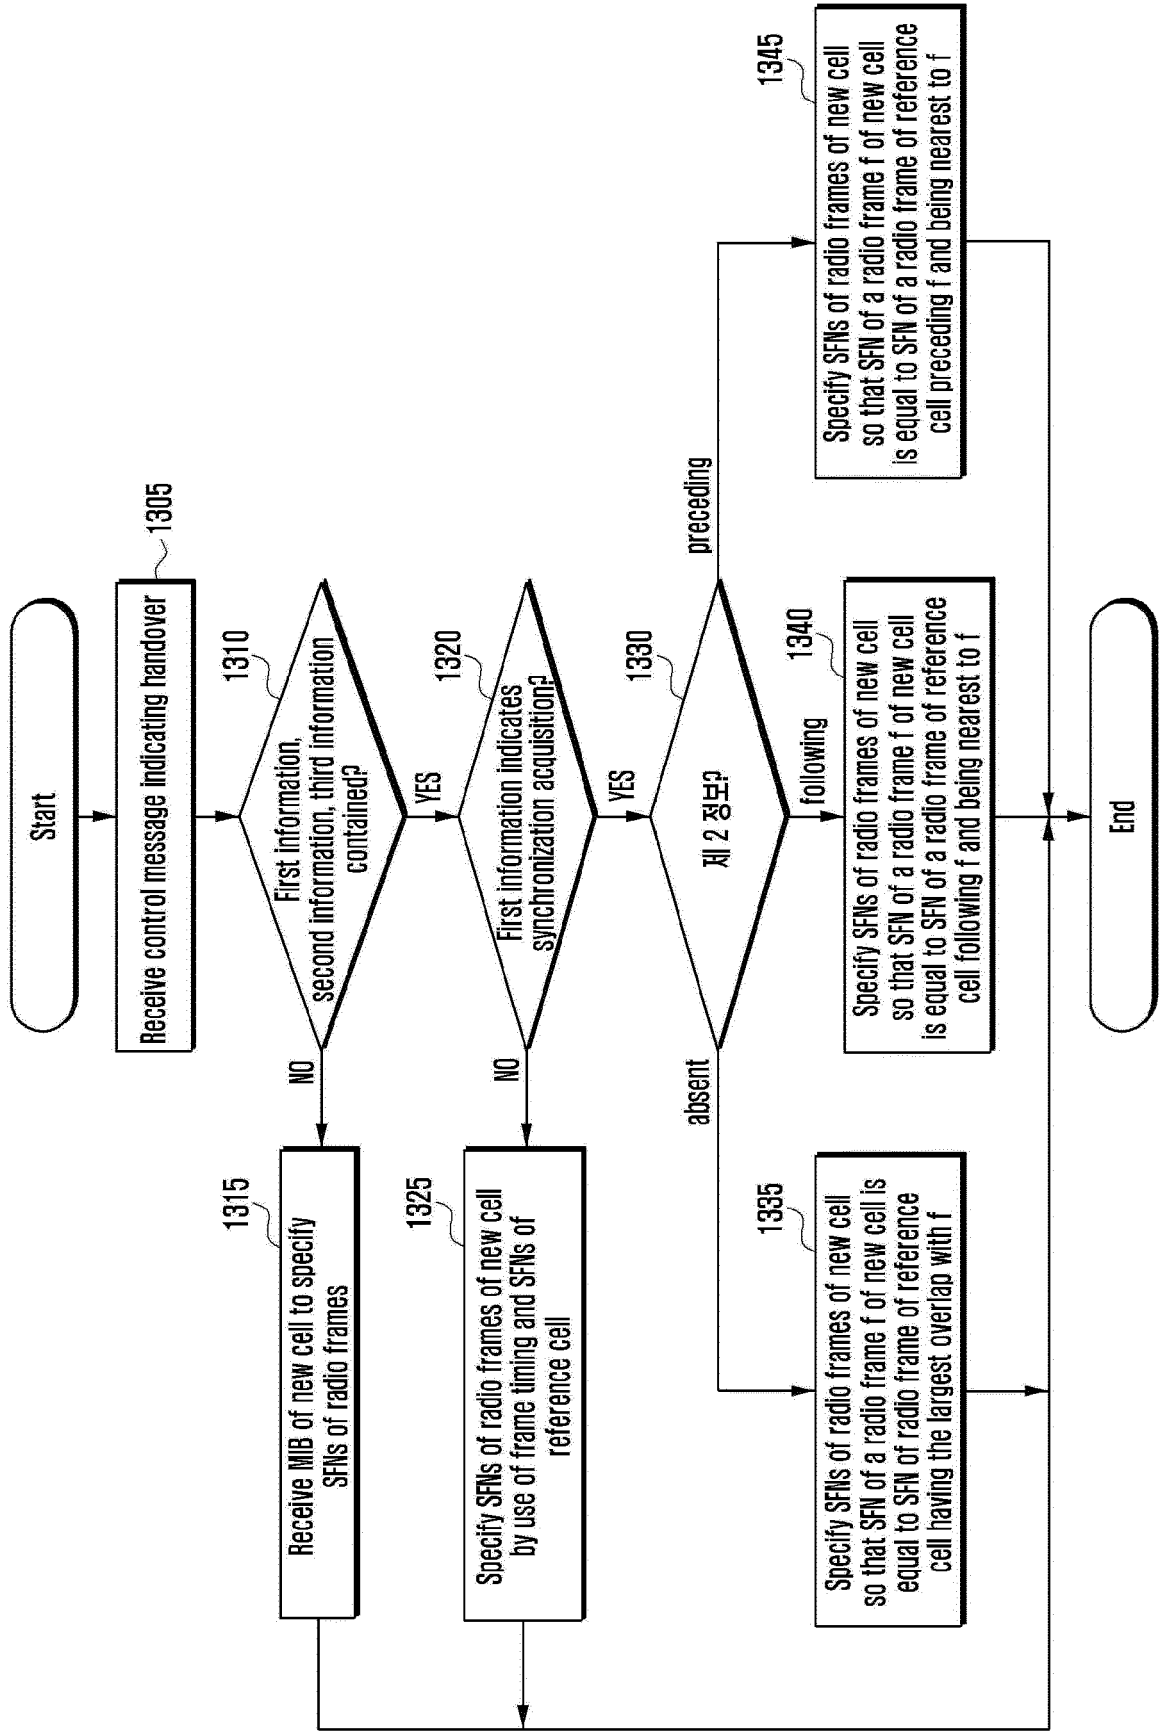 Start
Receive control message indicating handover
1305
First information,
second information, third information
contained?
1310
NO
YES
Receive MIB of new cell to specify
SFNs of radio frames
1315
First information indicates
synchronization acquisition?
1320
NO
YES
Specify SFNs of radio frames of new cell
by use of frame timing and SFNs of
reference cell
1325
제 2 정보?
1330
absent
following
preceding
Specify SFNs of radio frames of new cell
so that SFN of a radio frame f of new cell is
equal to SFN of radio frame of reference
cell having the largest overlap with f
1335
Specify SFNs of radio frames of new cell
so that SFN of a radio frame f of new cell
is equal to SFN of a radio frame of reference
cell following f and being nearest to f
1340
Specify SFNs of radio frames of new cell
so that SFN of a radio frame f of new cell
is equal to SFN of a radio frame of reference
cell preceding f and being nearest to f
1345
End